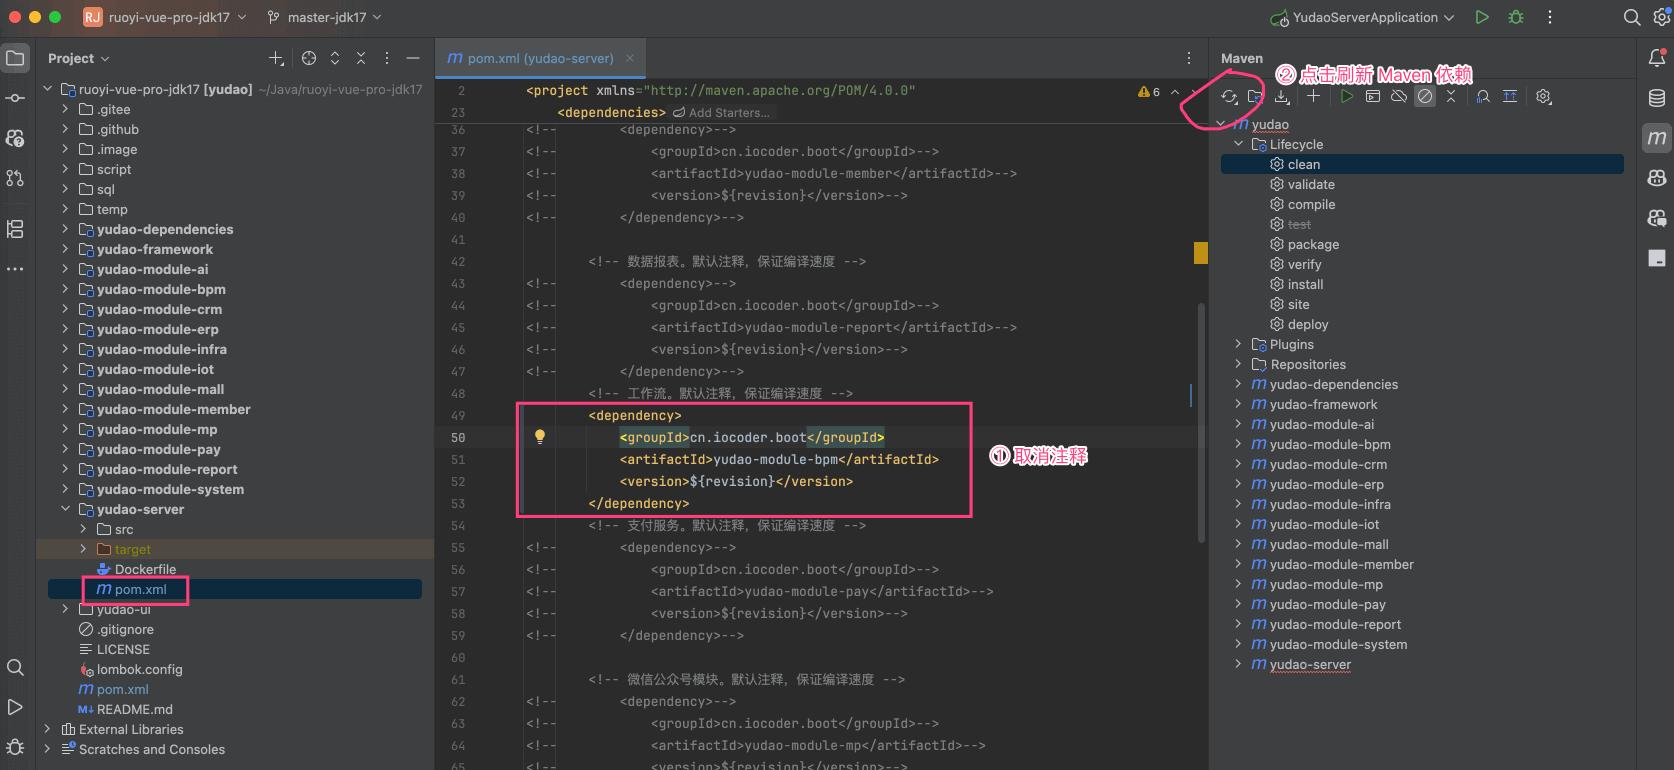 RJ ruoyi-vue-pro-jdk17 master-jdk17 YudaoServerApplication
Project
ruoyi-vue-pro-jdk17 [yudao] ~/Java/ruoyi-vue-pro-jdk17
.gitee
.github
.image
script
sql
temp
yudao-dependencies
yudao-framework
yudao-module-ai
yudao-module-bpm
yudao-module-crm
yudao-module-erp
yudao-module-infra
yudao-module-iot
yudao-module-mall
yudao-module-member
yudao-module-mp
yudao-module-pay
yudao-module-report
yudao-module-system
yudao-server
src
target
Dockerfile
pom.xml
yudao-ui
.gitignore
LICENSE
lombok.config
pom.xml
README.md
External Libraries
Scratches and Consoles
pom.xml (yudao-server)
2 <project xmlns="http://maven.apache.org/POM/4.0.0" 6
23 <dependencies> Add Starters...
36 <!-- <dependency>-->
37 <!-- <groupId>cn.iocoder.boot</groupId>-->
38 <!-- <artifactId>yudao-module-member</artifactId>-->
39 <!-- <version>${revision}</version>-->
40 <!-- </dependency>-->
41
42 <!-- 数据报表。默认注释，保证编译速度 -->
43 <!-- <dependency>-->
44 <!-- <groupId>cn.iocoder.boot</groupId>-->
45 <!-- <artifactId>yudao-module-report</artifactId>-->
46 <!-- <version>${revision}</version>-->
47 <!-- </dependency>-->
48 <!-- 工作流。默认注释，保证编译速度 -->
49 <dependency>
50 <groupId>cn.iocoder.boot</groupId>
51 <artifactId>yudao-module-bpm</artifactId>
52 <version>${revision}</version>
53 </dependency>
① 取消注释
54 <!-- 支付服务。默认注释，保证编译速度 -->
55 <!-- <dependency>-->
56 <!-- <groupId>cn.iocoder.boot</groupId>-->
57 <!-- <artifactId>yudao-module-pay</artifactId>-->
58 <!-- <version>${revision}</version>-->
59 <!-- </dependency>-->
60
61 <!-- 微信公众号模块。默认注释，保证编译速度 -->
62 <!-- <dependency>-->
63 <!-- <groupId>cn.iocoder.boot</groupId>-->
64 <!-- <artifactId>yudao-module-mp</artifactId>-->
65 <!-- <version>${revision}</version>-->
Maven
② 点击刷新 Maven 依赖
yudao
Lifecycle
clean
validate
compile
test
package
verify
install
site
deploy
Plugins
Repositories
yudao-dependencies
yudao-framework
yudao-module-ai
yudao-module-bpm
yudao-module-crm
yudao-module-erp
yudao-module-infra
yudao-module-iot
yudao-module-mall
yudao-module-member
yudao-module-mp
yudao-module-pay
yudao-module-report
yudao-module-system
yudao-server